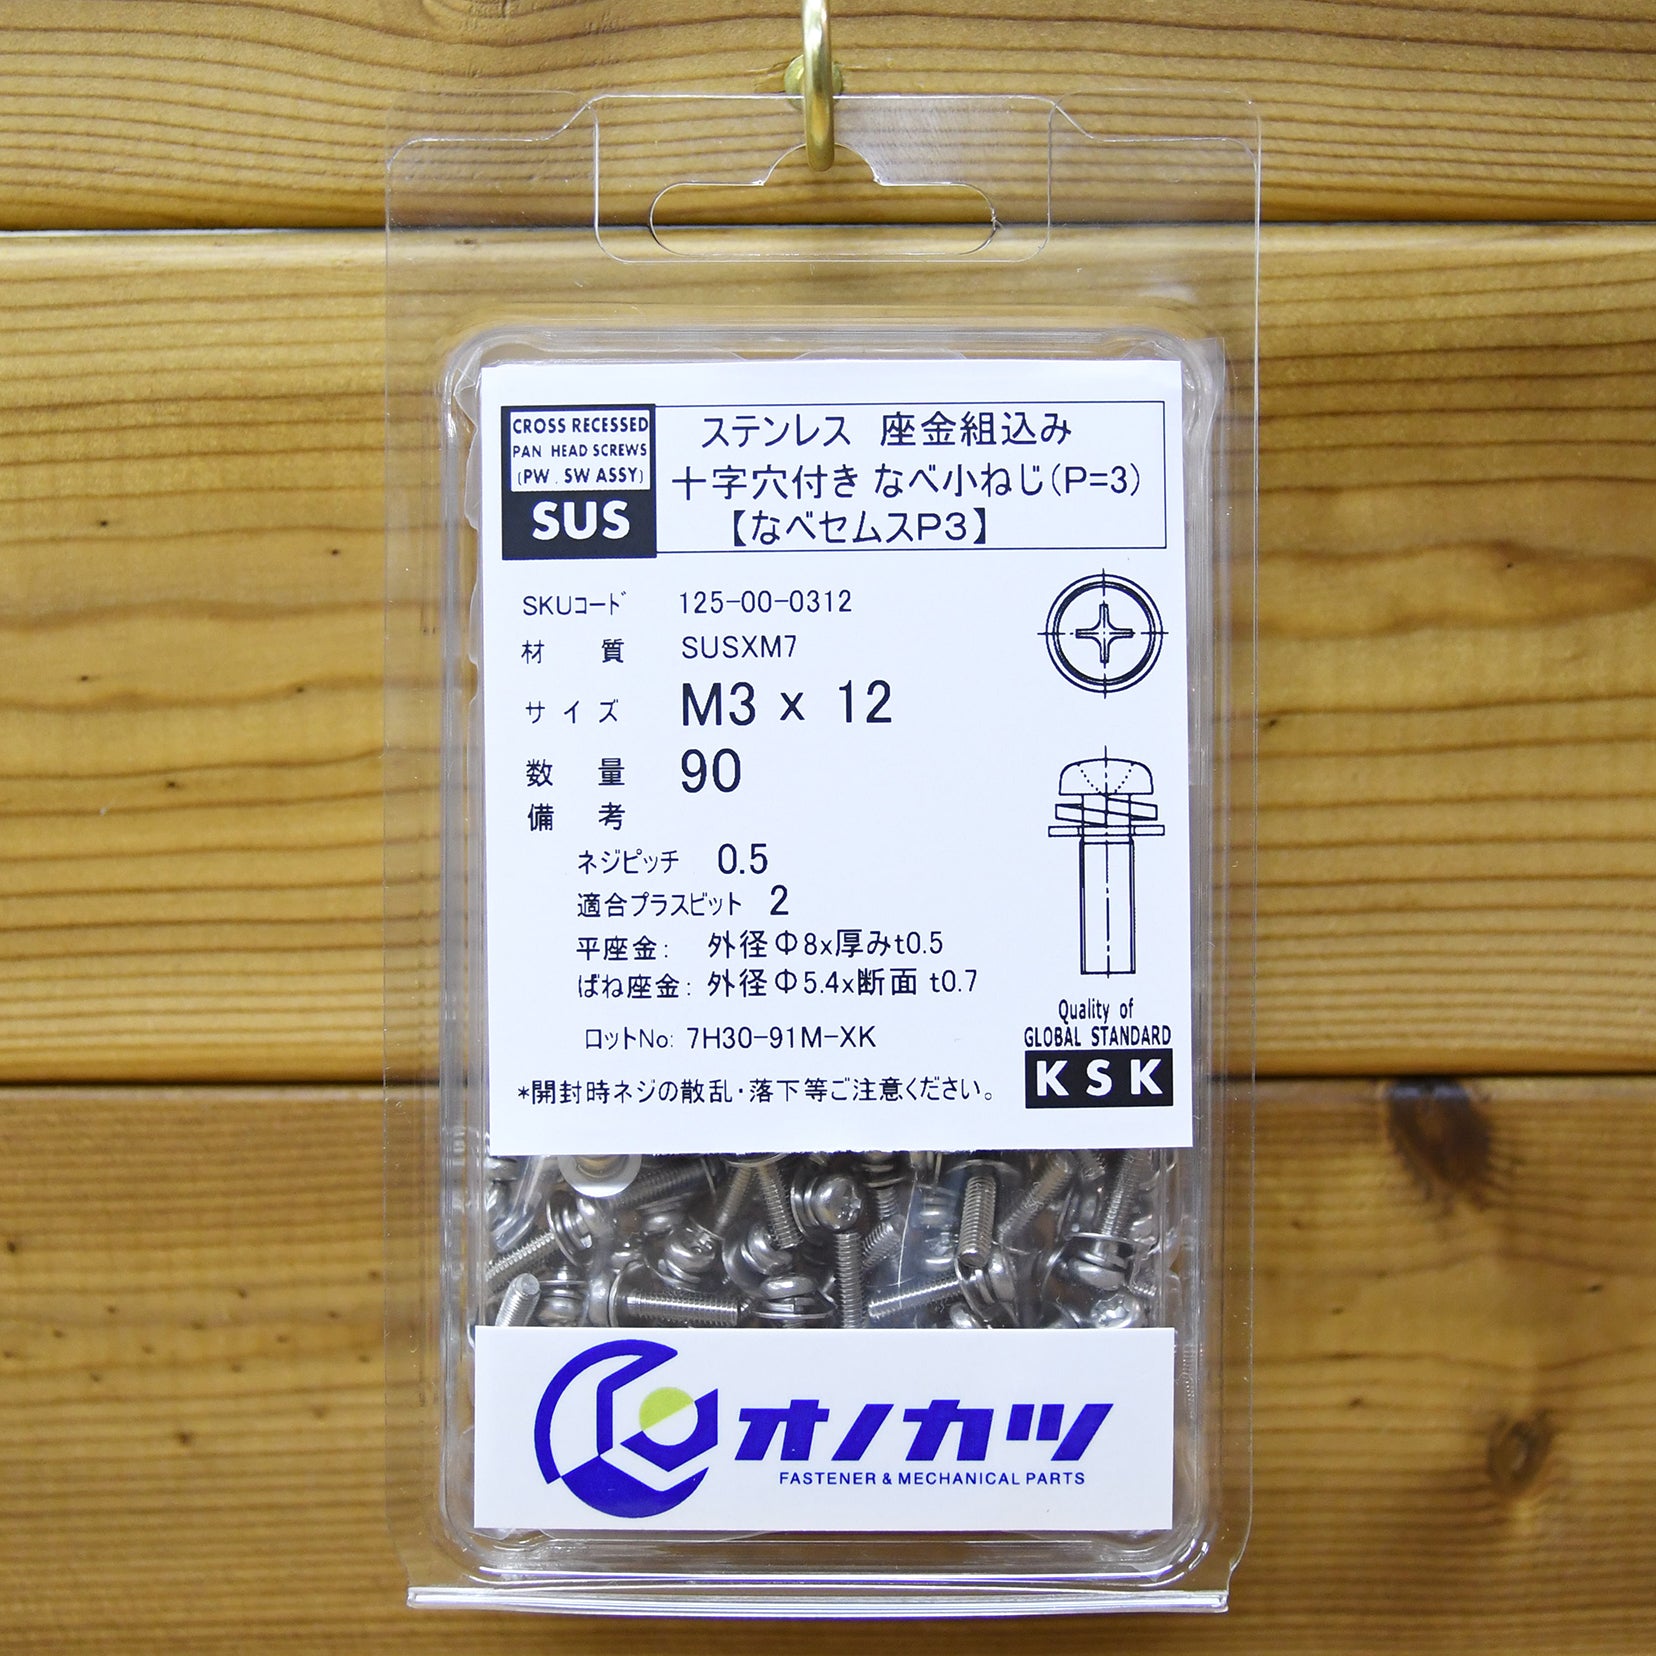 CROSS RECESSED
PAN HEAD SCREWS
(PW . SW ASSY)
SUS
ステンレス 座金組込み
十字穴付き なべ小ねじ(P=3)
【なべセムスP3】
SKUコード 125-00-0312
材 質 SUSXM7
サイズ M3 x 12
数 量 90
備 考
ネジピッチ 0.5
適合プラスビット 2
平座金: 外径Φ8x厚みt0.5
ばね座金: 外径Φ5.4x断面 t0.7
ロットNo: 7H30-91M-XK
*開封時ネジの散乱・落下等ご注意ください。
Quality of
GLOBAL STANDARD
KSK
オノカツ
FASTENER & MECHANICAL PARTS